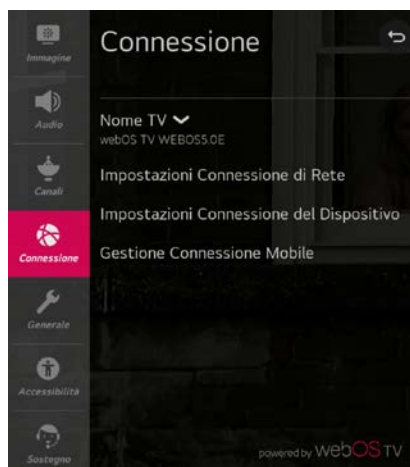 Immagine
Audio
Canali
Connessione
Generale
Accessibilità
Sostegno
Connessione
Nome TV
webOS TV WEBOS5.0E
Impostazioni Connessione di Rete
Impostazioni Connessione del Dispositivo
Gestione Connessione Mobile
powered by webOS TV